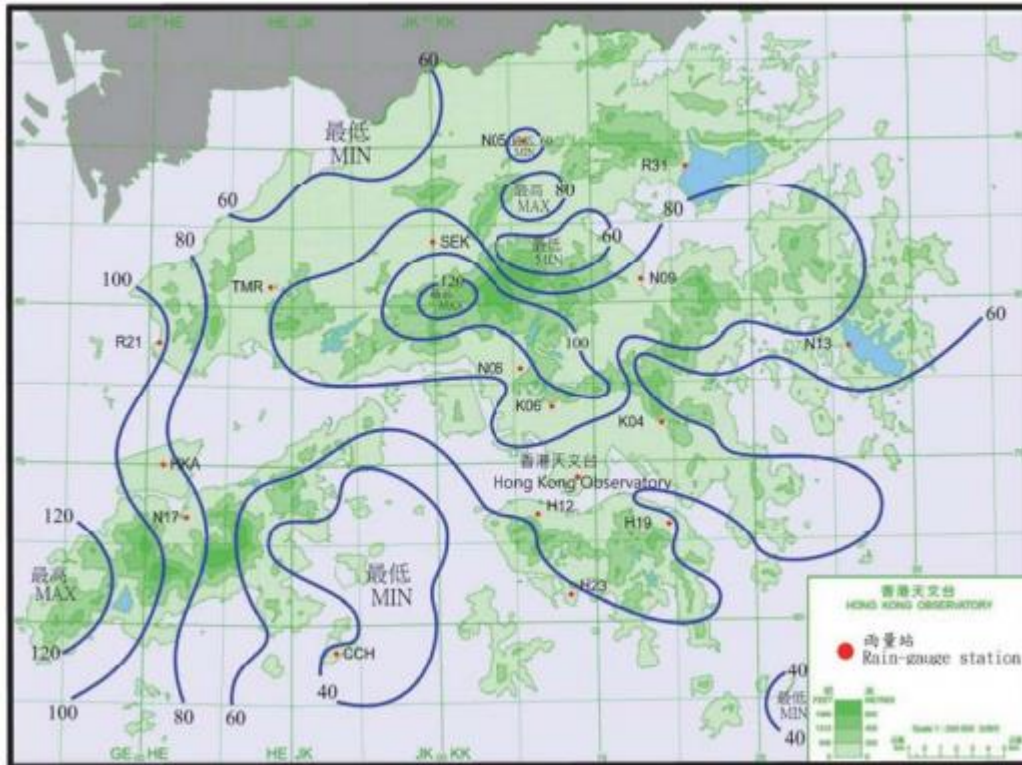 GE HE
HE JK
JK KK
60
最低
MIN
N05
60
MIN
R31
最高
MAX
80
60
80
80
SEK
最低
MIN
60
100
TMR
120
MAX
N09
R21
100
60
N13
N06
K06
K04
HKA
香港天文台
Hong Kong Observatory
120
N17
H12
H19
最高
MAX
最低
MIN
H23
120
CCH
100
80
60
40
40
最低
MIN
40
GE HE
HE JK
JK KK
香港天文台
HONG KONG OBSERVATORY
雨量站
Rain-gauge station